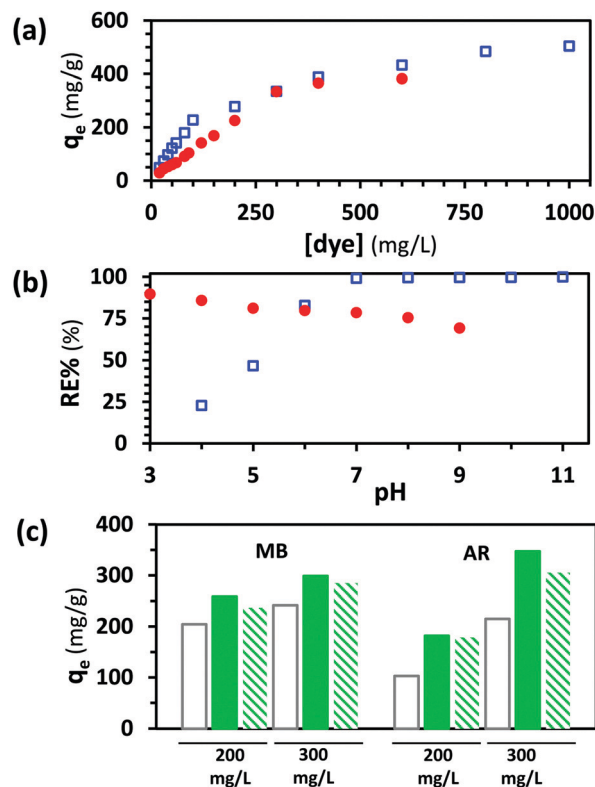 (a)
600
400
200
0
qe (mg/g)
0 250 500 750 1000
[dye] (mg/L)
(b)
100
75
50
25
0
RE% (%)
3 5 7 9 11
pH
(c)
400
300
200
100
0
qe (mg/g)
MB AR
200 300 200 300
mg/L mg/L mg/L mg/L